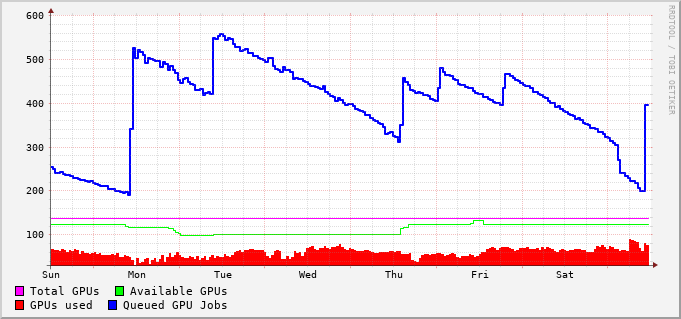 600
500
400
300
200
100
Sun Mon Tue Wed Thu Fri Sat
Total GPUs Available GPUs
GPUs used Queued GPU Jobs
RRDTOOL / TOBI OETIKER